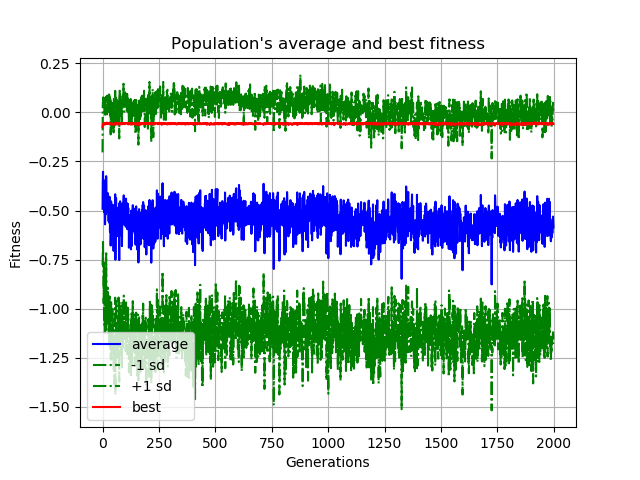 Population's average and best fitness
Fitness
0.25
0.00
−0.25
−0.50
−0.75
−1.00
−1.25
−1.50
average
-1 sd
+1 sd
best
0 250 500 750 1000 1250 1500 1750 2000
Generations